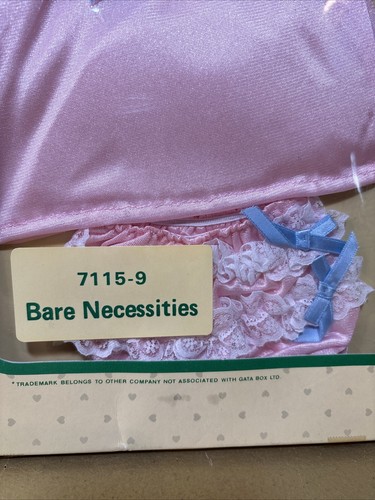 7115-9
Bare Necessities
* TRADEMARK BELONGS TO OTHER COMPANY NOT ASSOCIATED WITH GATA BOX LTD.